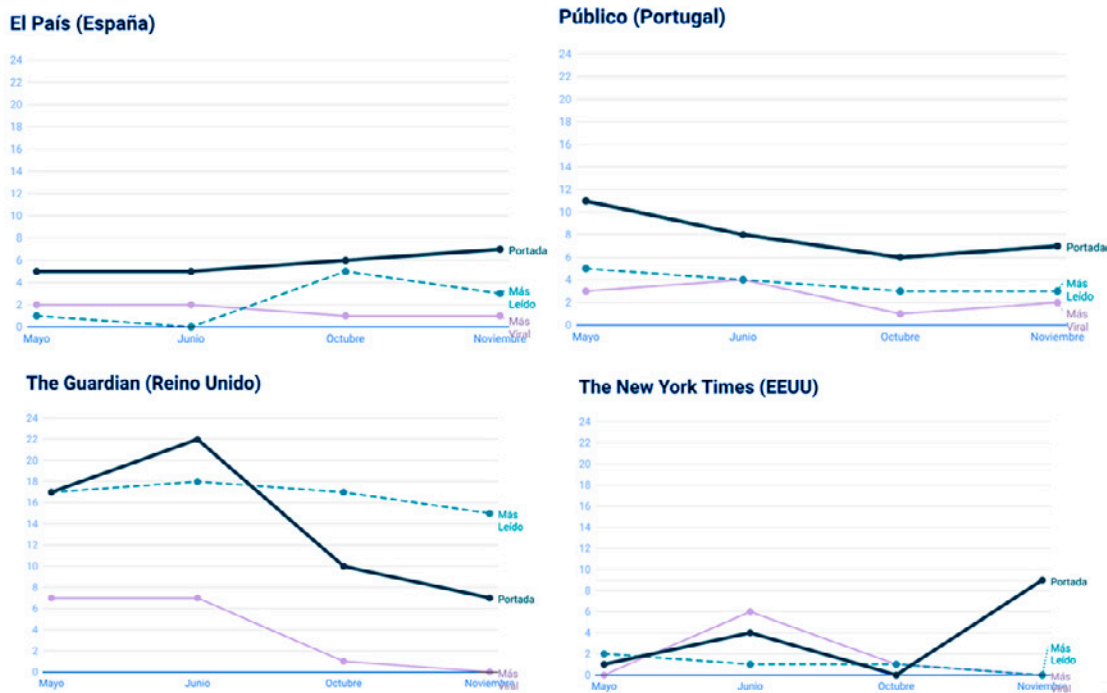 El País (España)
24
22
20
18
16
14
12
10
8
6
4
2
0
Mayo
Junio
Octubre
Noviembre
Portada
Más
Leído
Más
Viral
Público (Portugal)
24
22
20
18
16
14
12
10
8
6
4
2
0
Mayo
Junio
Octubre
Noviembre
Portada
Más
Leído
Más
Viral
The Guardian (Reino Unido)
24
22
20
18
16
14
12
10
8
6
4
2
0
Mayo
Junio
Octubre
Noviembre
Más
Leído
Portada
Más
Viral
The New York Times (EEUU)
24
22
20
18
16
14
12
10
8
6
4
2
0
Mayo
Junio
Octubre
Noviembre
Portada
Más
Leído
Más
Viral